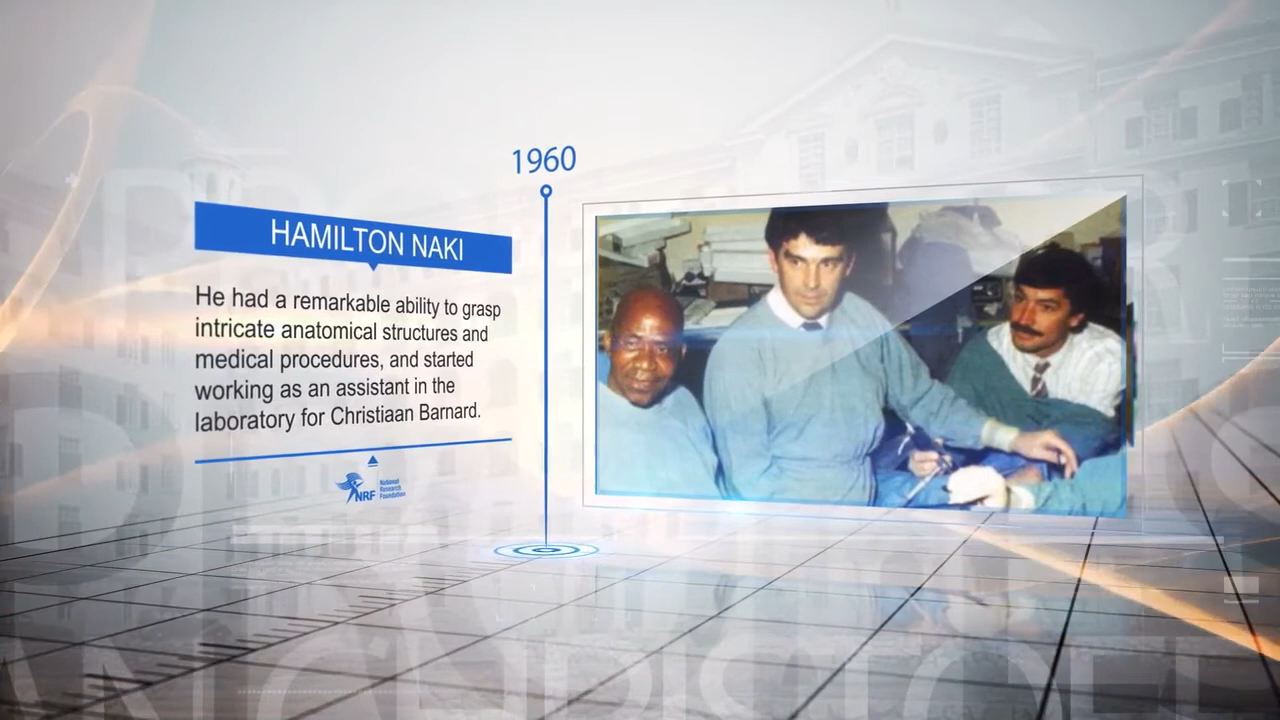 1960
HAMILTON NAKI
He had a remarkable ability to grasp
intricate anatomical structures and
medical procedures, and started
working as an assistant in the
laboratory for Christiaan Barnard.
NRF
National
Research
Foundation